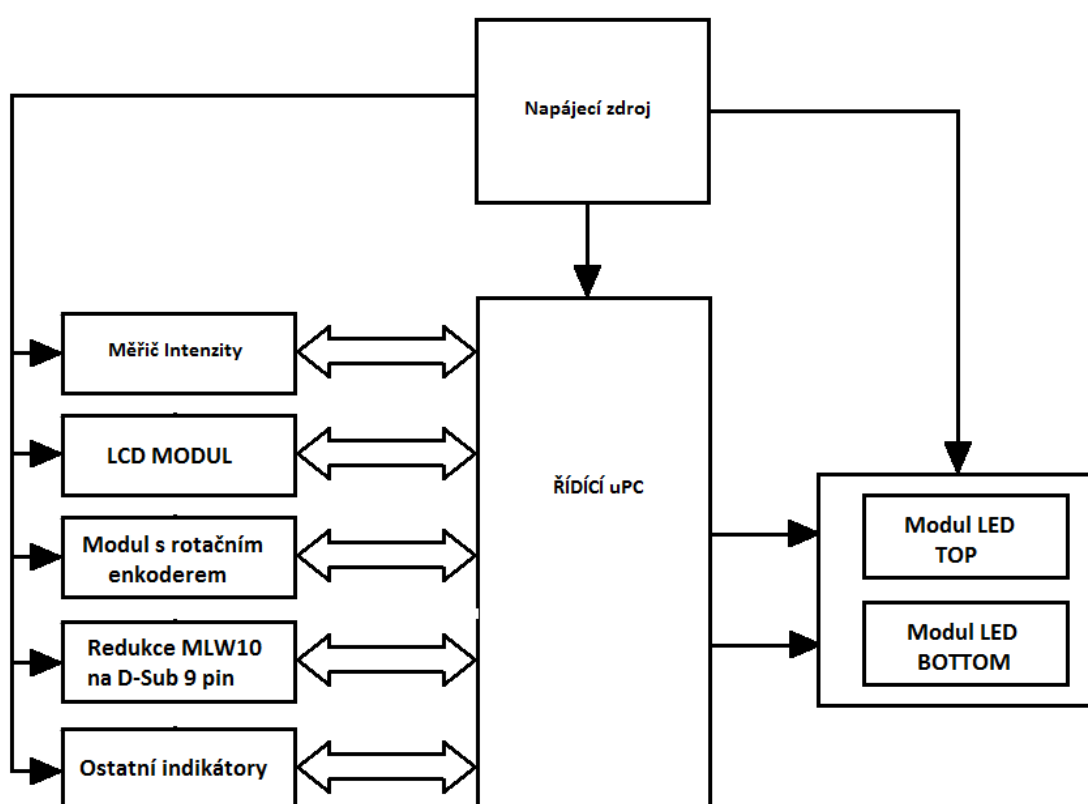 Napájecí zdroj
Měřič Intenzity
LCD MODUL
Modul s rotačním
enkoderem
Redukce MLW10
na D-Sub 9 pin
Ostatní indikátory
ŘÍDÍCÍ uPC
Modul LED
TOP
Modul LED
BOTTOM